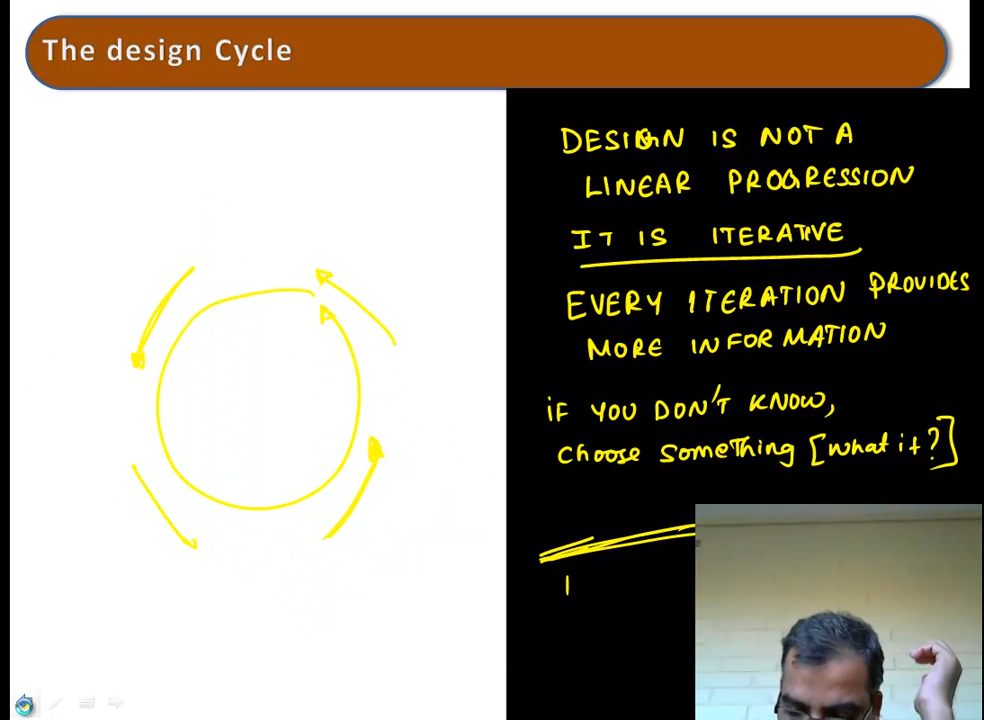 The design Cycle
DESIGN IS NOT A
LINEAR PROGRESSION
IT IS ITERATIVE
EVERY ITERATION PROVIDES
MORE INFORMATION
if YOU DON'T KNOW,
choose something [what if?]